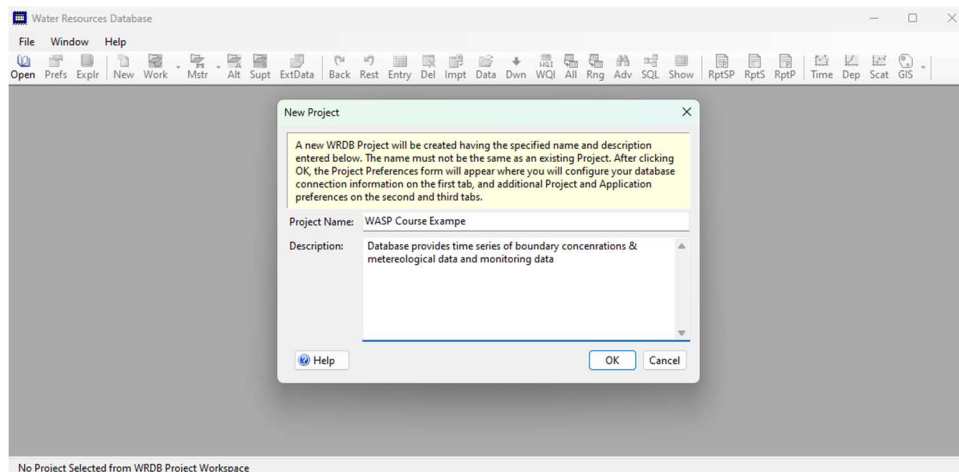 Water Resources Database
File Window Help
Open Prefs Explr New Work Mstr Alt Supt ExtData Back Rest Entry Del Impt Data Dwn WQI All Rng Adv SQL Show RptSP RptS RptP Time Dep Scat GIS
New Project
A new WRDB Project will be created having the specified name and description
entered below. The name must not be the same as an existing Project. After clicking
OK, the Project Preferences form will appear where you will configure your database
connection information on the first tab, and additional Project and Application
preferences on the second and third tabs.
Project Name: WASP Course Exampe
Description: Database provides time series of boundary concenrations &
metereological data and monitoring data
Help OK Cancel
No Project Selected from WRDB Project Workspace